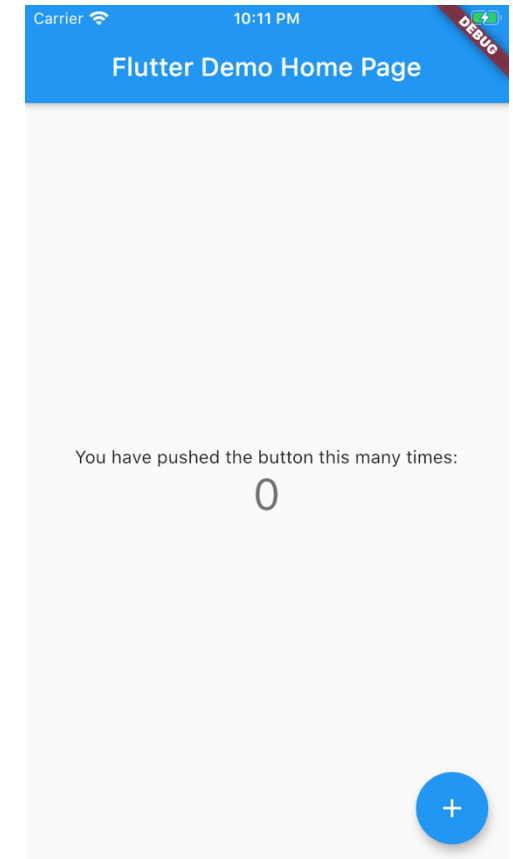 Carrier 10:11 PM
DEBUG
Flutter Demo Home Page
You have pushed the button this many times:
0
+